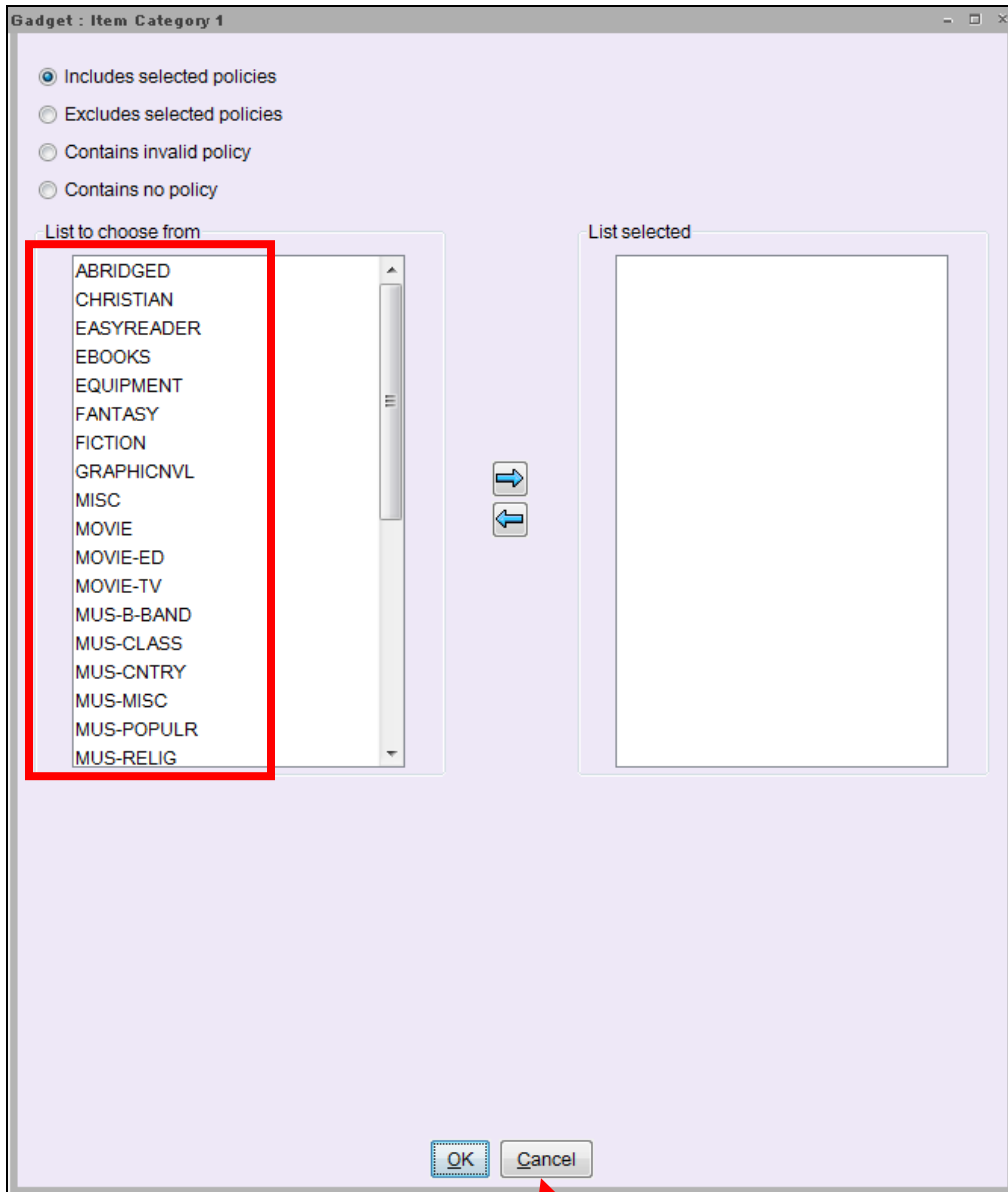 Gadget : Item Category 1
Includes selected policies
Excludes selected policies
Contains invalid policy
Contains no policy
List to choose from
ABRIDGED
CHRISTIAN
EASYREADER
EBOOKS
EQUIPMENT
FANTASY
FICTION
GRAPHICNVL
MISC
MOVIE
MOVIE-ED
MOVIE-TV
MUS-B-BAND
MUS-CLASS
MUS-CNTRY
MUS-MISC
MUS-POPULR
MUS-RELIG
List selected
OK Cancel